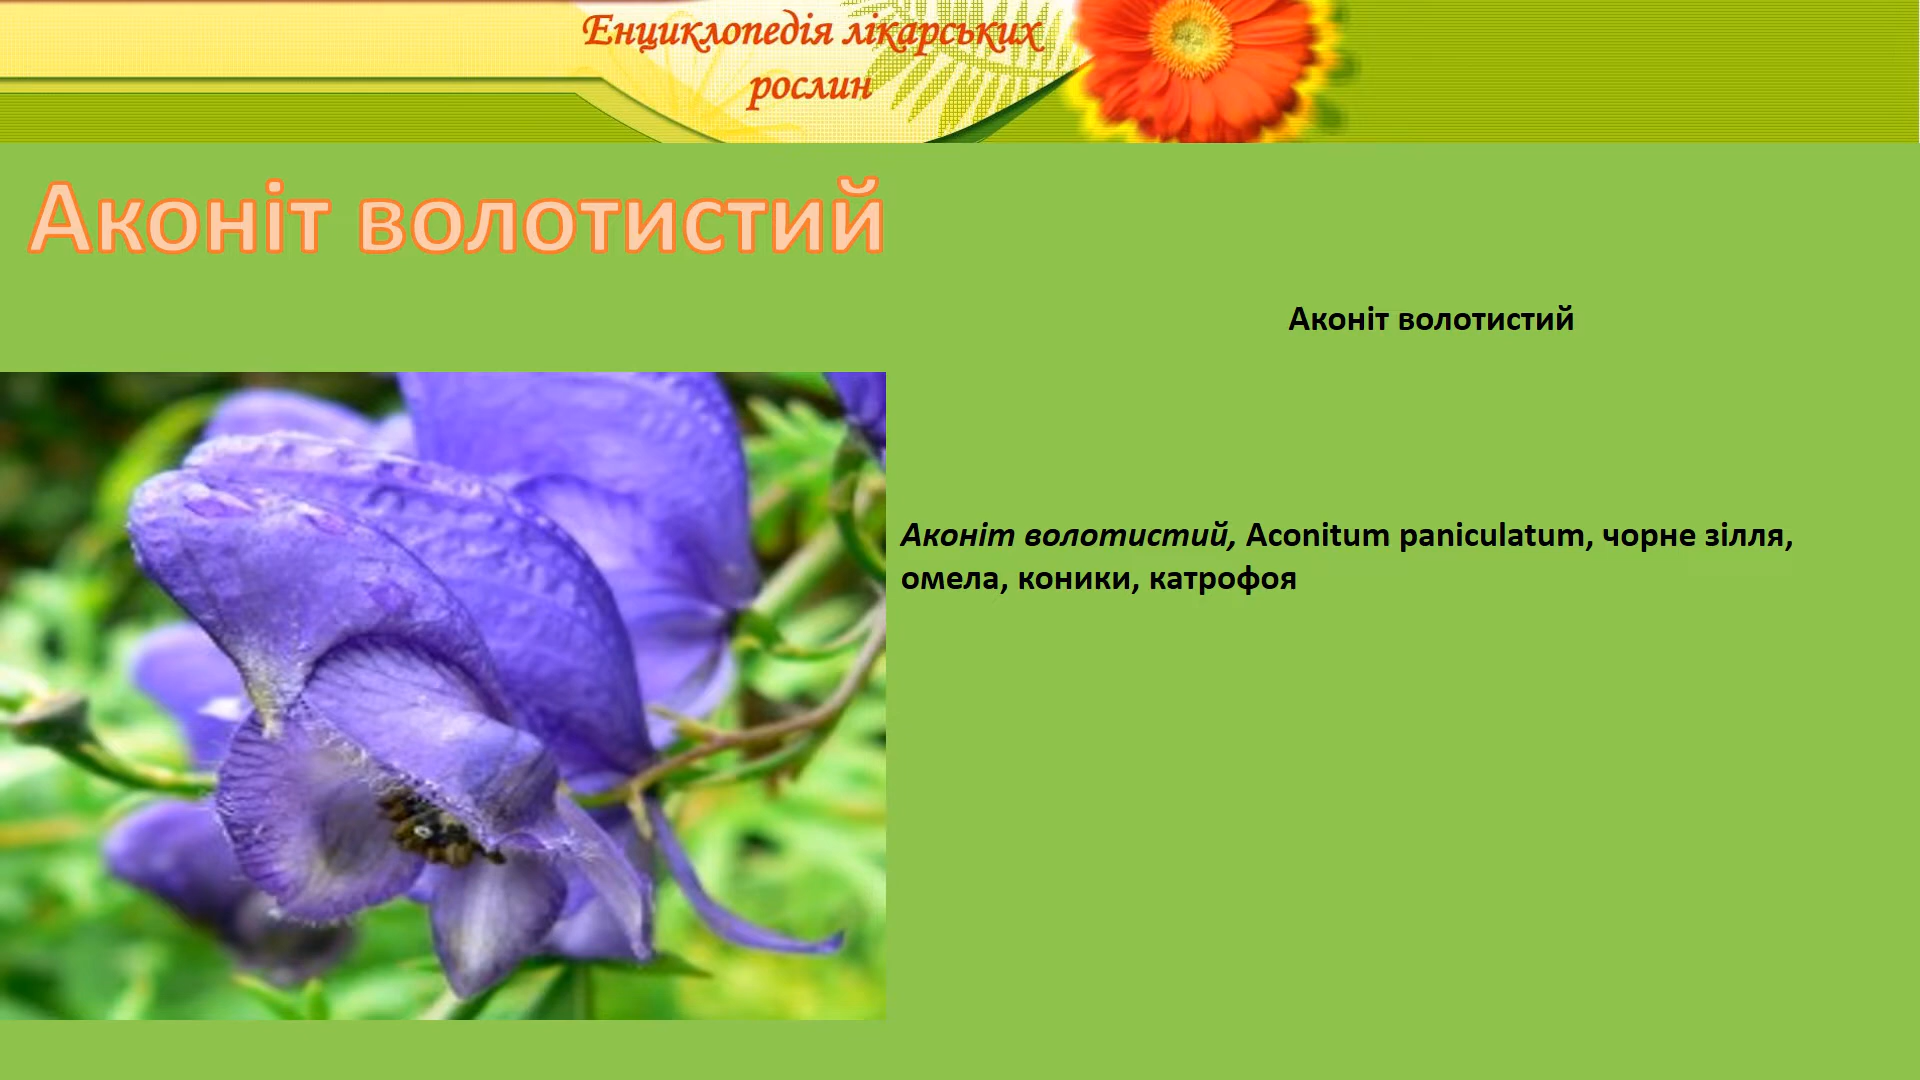 Енциклопедія лікарських
рослин
Аконіт волотистий
Аконіт волотистий
Аконіт волотистий, Aconitum paniculatum, чорне зілля,
омела, коники, катрофоя